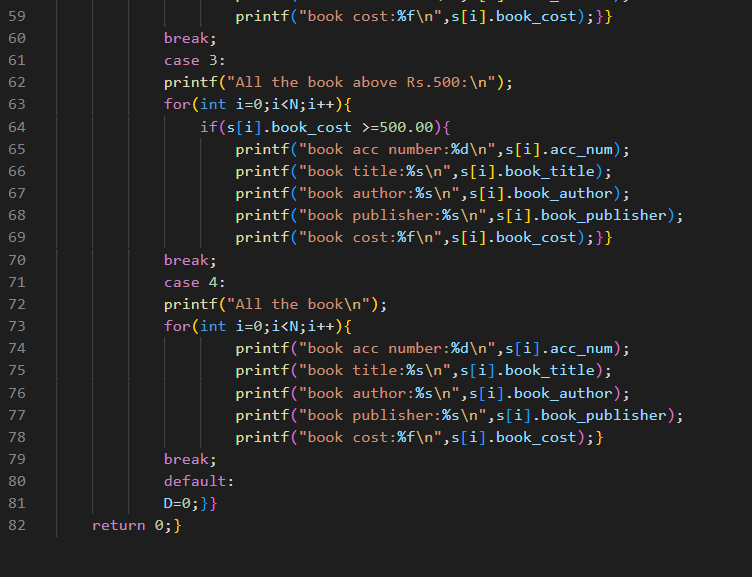 59 printf("book cost:%f\n",s[i].book_cost);}}
60 break;
61 case 3:
62 printf("All the book above Rs.500:\n");
63 for(int i=0;i<N;i++){
64 if(s[i].book_cost >=500.00){
65 printf("book acc number:%d\n",s[i].acc_num);
66 printf("book title:%s\n",s[i].book_title);
67 printf("book author:%s\n",s[i].book_author);
68 printf("book publisher:%s\n",s[i].book_publisher);
69 printf("book cost:%f\n",s[i].book_cost);}}
70 break;
71 case 4:
72 printf("All the book\n");
73 for(int i=0;i<N;i++){
74 printf("book acc number:%d\n",s[i].acc_num);
75 printf("book title:%s\n",s[i].book_title);
76 printf("book author:%s\n",s[i].book_author);
77 printf("book publisher:%s\n",s[i].book_publisher);
78 printf("book cost:%f\n",s[i].book_cost);}
79 break;
80 default:
81 D=0;}}
82 return 0;}